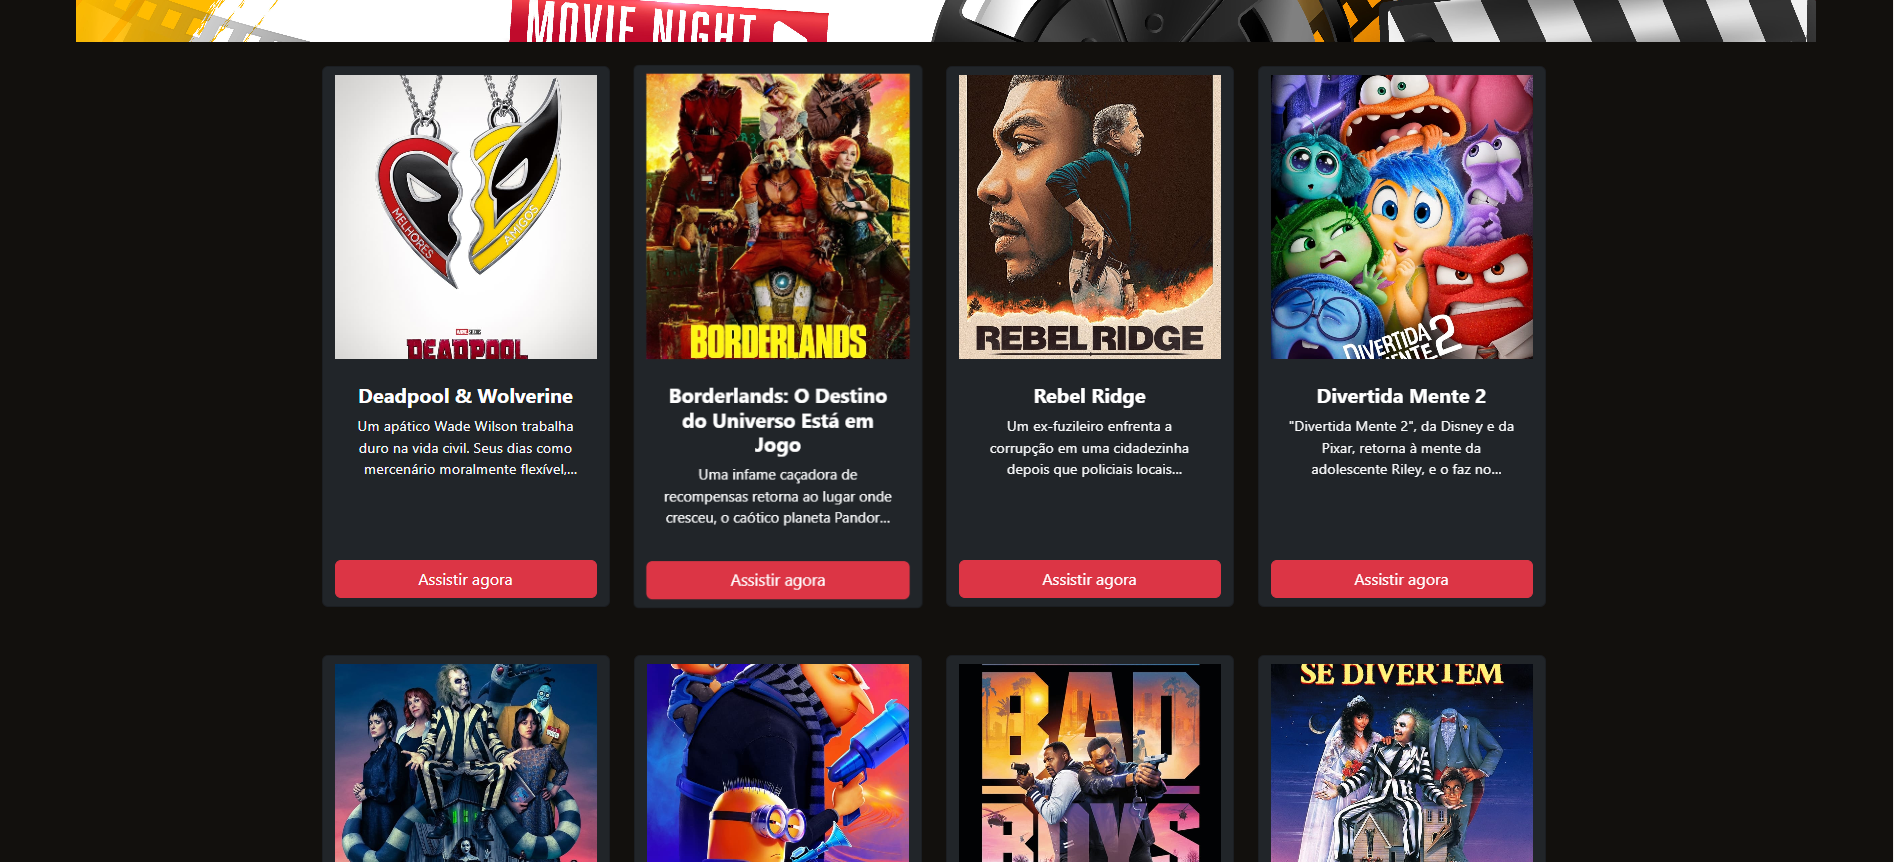 MOVIE NIGHT
MELHORES
AMIGOS
MARVEL STUDIOS
DEADPOOL
BORDERLANDS
REBEL RIDGE
DIVERTIDA
MENTE 2
Deadpool & Wolverine
Um apático Wade Wilson trabalha
duro na vida civil. Seus dias como
mercenário moralmente flexível,...
Assistir agora
Borderlands: O Destino
do Universo Está em
Jogo
Uma infame caçadora de
recompensas retorna ao lugar onde
cresceu, o caótico planeta Pandor...
Assistir agora
Rebel Ridge
Um ex-fuzileiro enfrenta a
corrupção em uma cidadezinha
depois que policiais locais...
Assistir agora
Divertida Mente 2
"Divertida Mente 2", da Disney e da
Pixar, retorna à mente da
adolescente Riley, e o faz no...
Assistir agora
BAD
BOYS
SE DIVERTEM